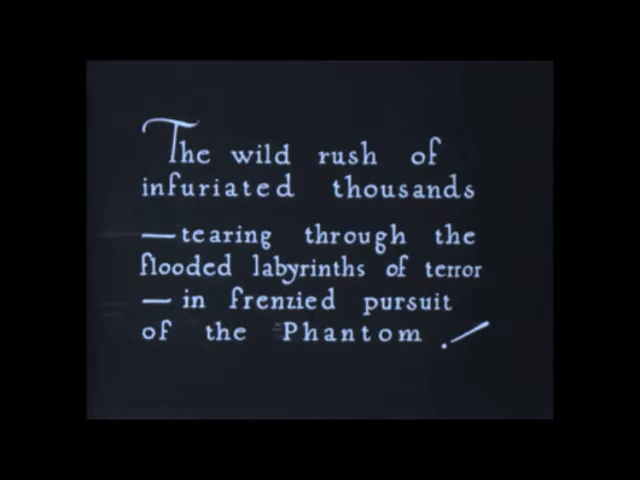 The wild rush of
infuriated thousands
—tearing through the
flooded labyrinths of terror
— in frenzied pursuit
of the Phantom !